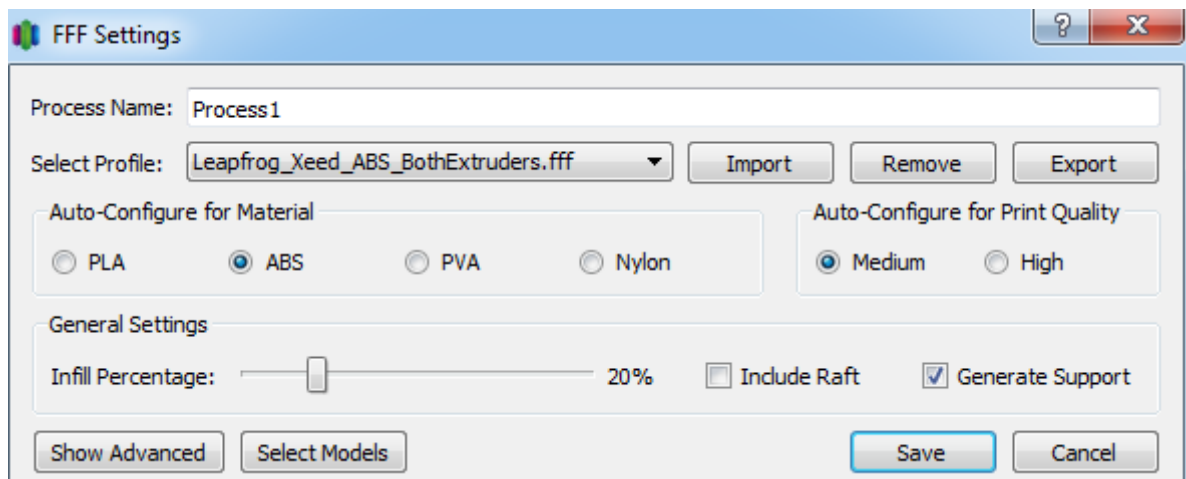 FFF Settings
?
X
Process Name: Process1
Select Profile: Leapfrog_Xeed_ABS_BothExtruders.fff Import Remove Export
Auto-Configure for Material Auto-Configure for Print Quality
PLA ABS PVA Nylon Medium High
General Settings
Infill Percentage: 20% Include Raft Generate Support
Show Advanced Select Models Save Cancel